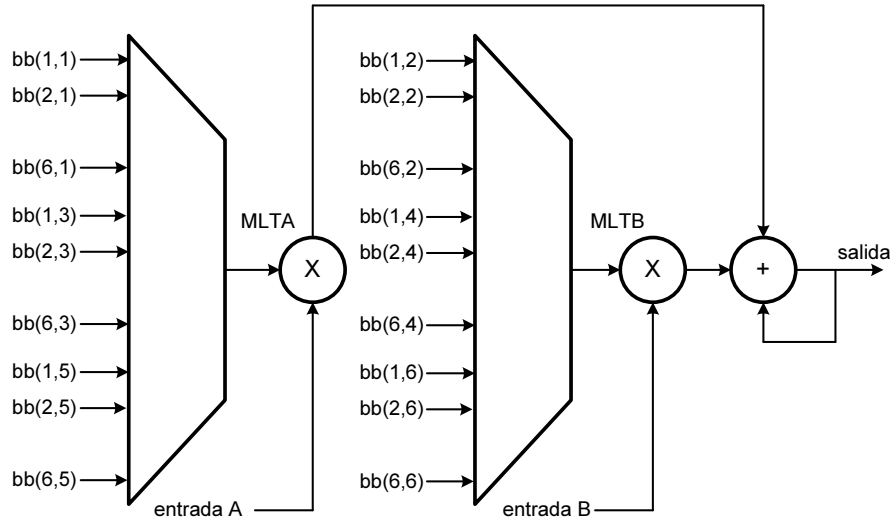 bb(1,1)
bb(2,1)
bb(6,1)
bb(1,3)
bb(2,3)
bb(6,3)
bb(1,5)
bb(2,5)
bb(6,5)
entrada A
MLTA
X
bb(1,2)
bb(2,2)
bb(6,2)
bb(1,4)
bb(2,4)
bb(6,4)
bb(1,6)
bb(2,6)
bb(6,6)
entrada B
MLTB
X
+
salida